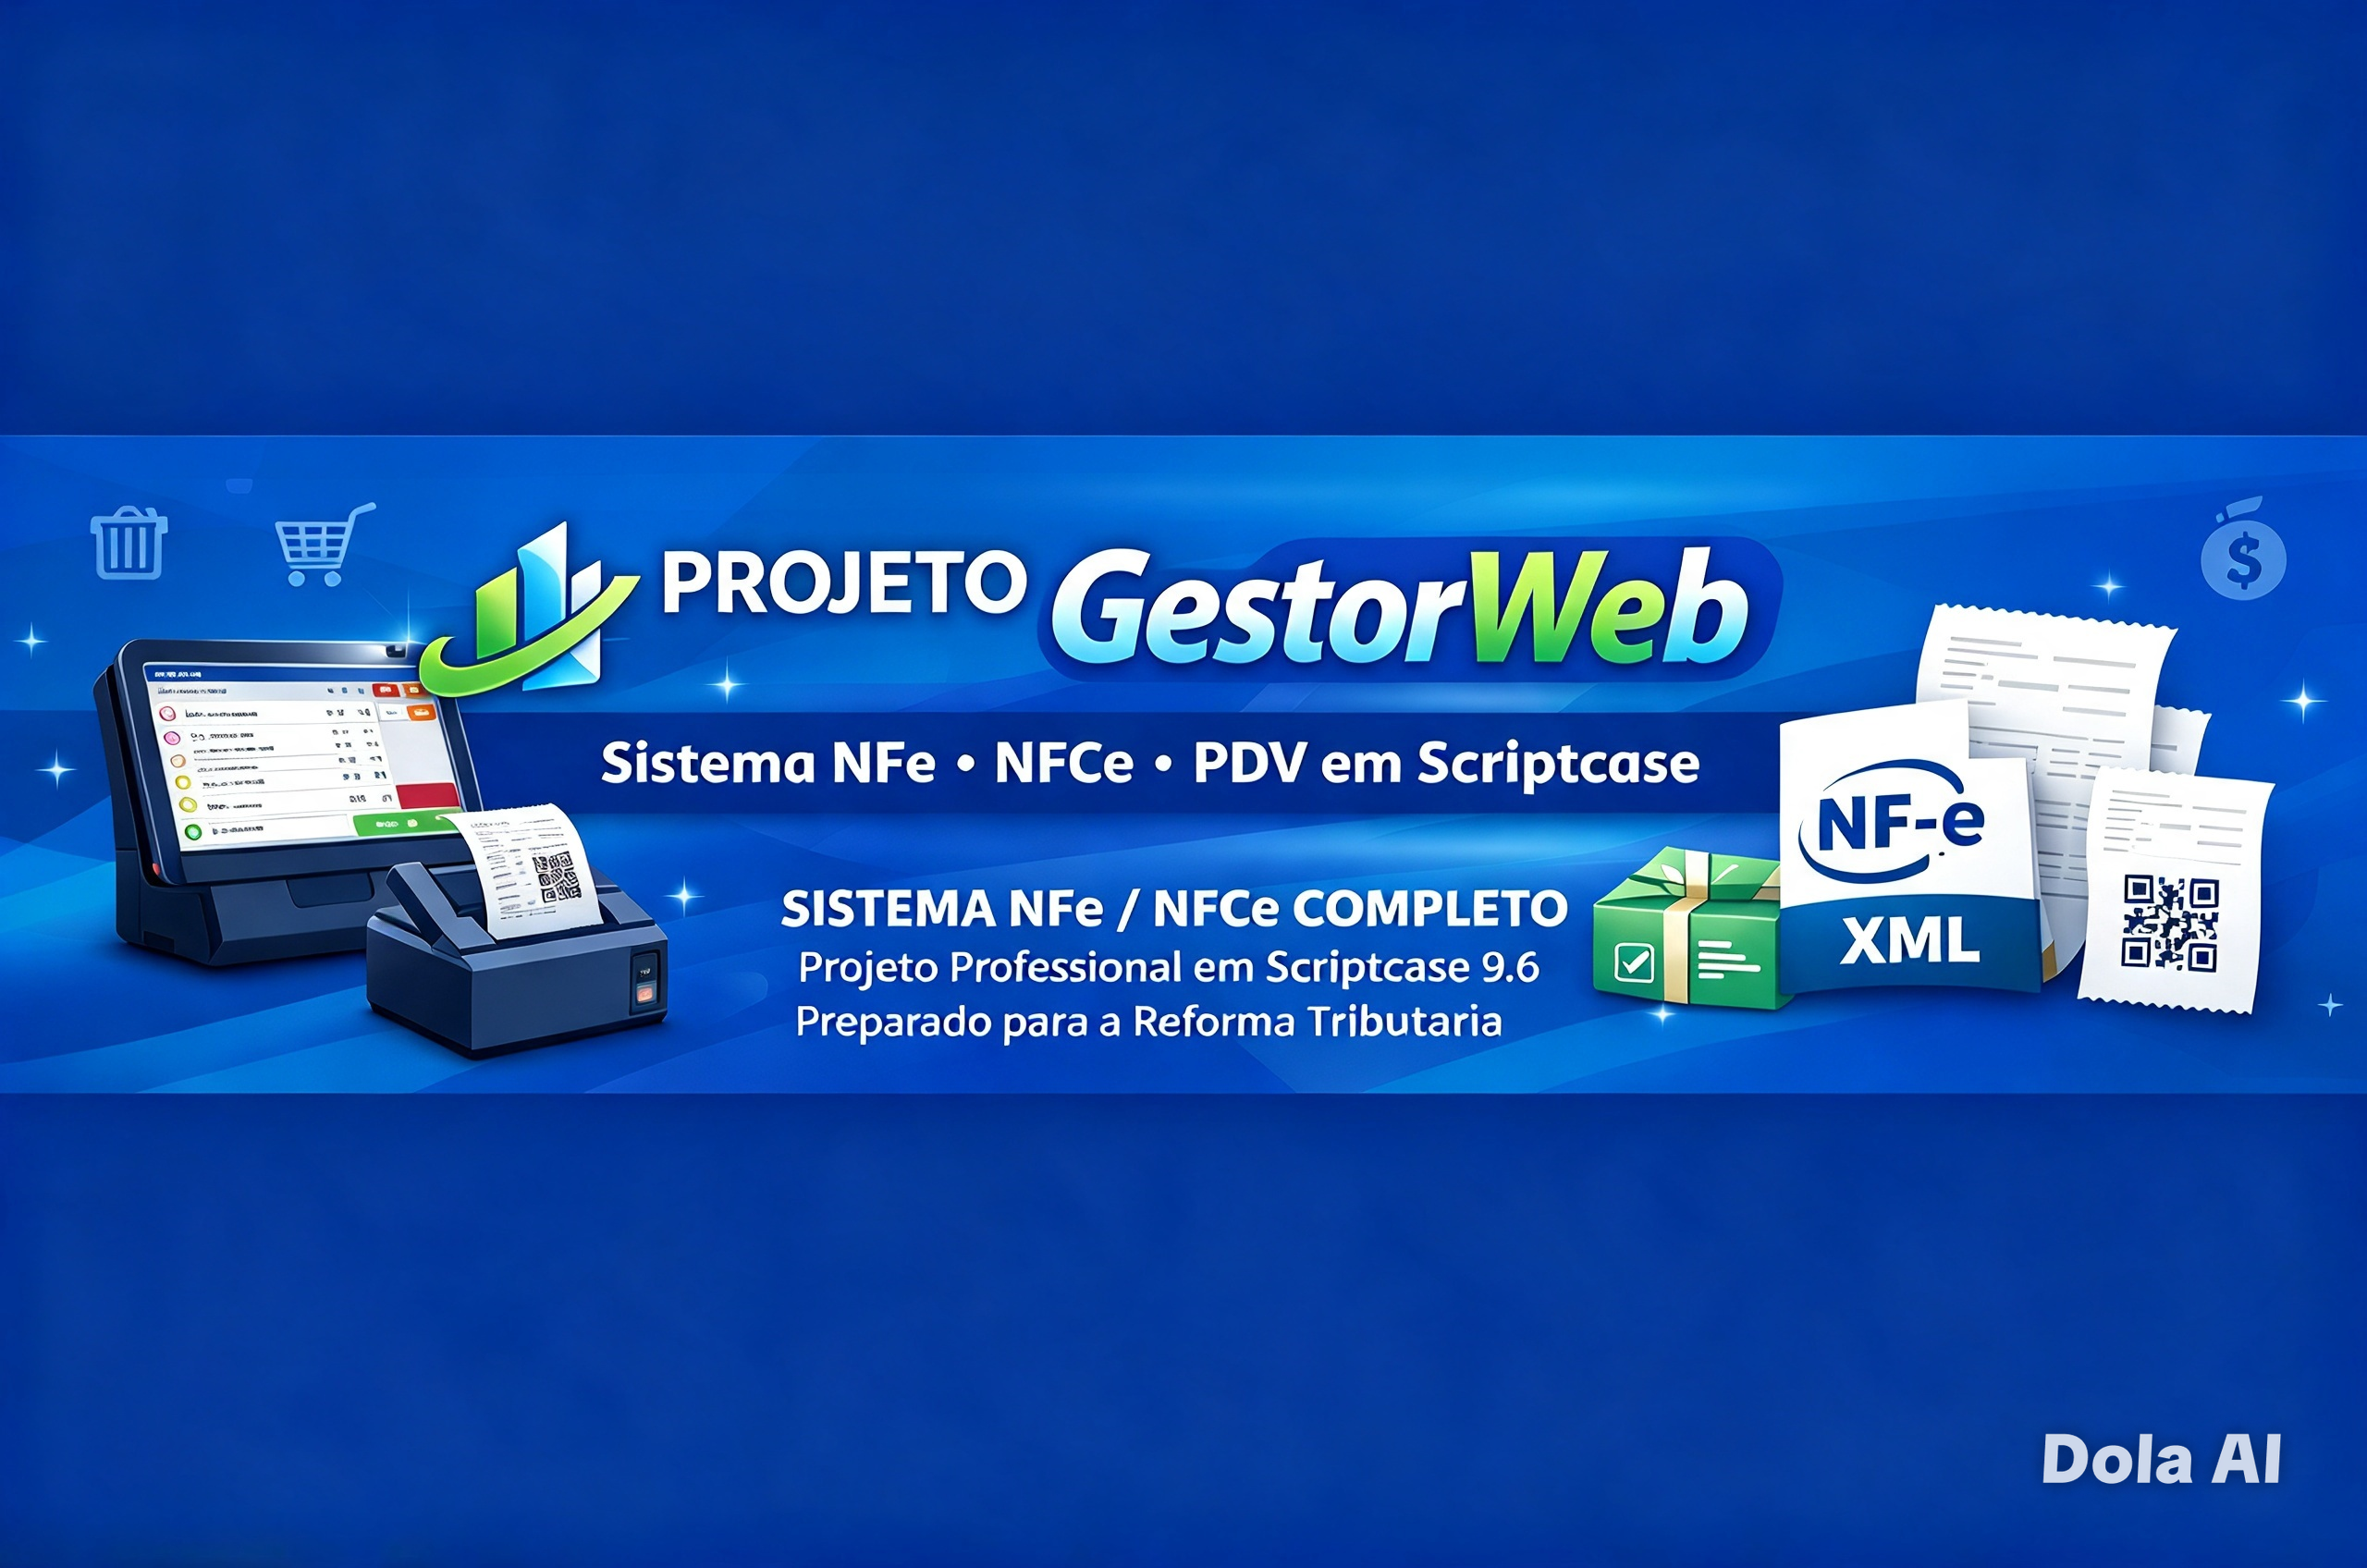 PROJETO GestorWeb
Sistema NFe • NFCe • PDV em Scriptcase
SISTEMA NFe / NFCe COMPLETO
Projeto Professional em Scriptcase 9.6
Preparado para a Reforma Tributaria
NF-e
XML
$
Dola AI